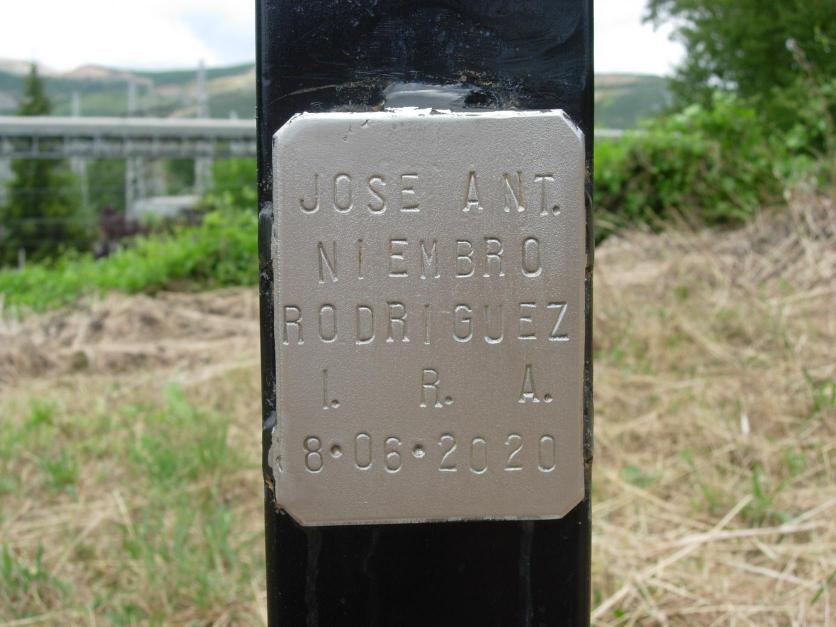 JOSE ANT.
NIEMBRO
RODRIGUEZ
I. R. A.
8·06·2020